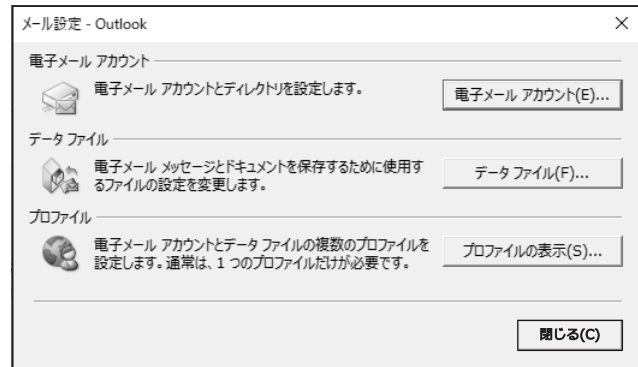 メール設定 - Outlook
電子メール アカウント
電子メール アカウントとディレクトリを設定します。
電子メール アカウント(E)...
データ ファイル
電子メール メッセージとドキュメントを保存するために使用す
るファイルの設定を変更します。
データ ファイル(F)...
プロファイル
電子メール アカウントとデータ ファイルの複数のプロファイルを
設定します。通常は、1 つのプロファイルだけが必要です。
プロファイルの表示(S)...
閉じる(C)